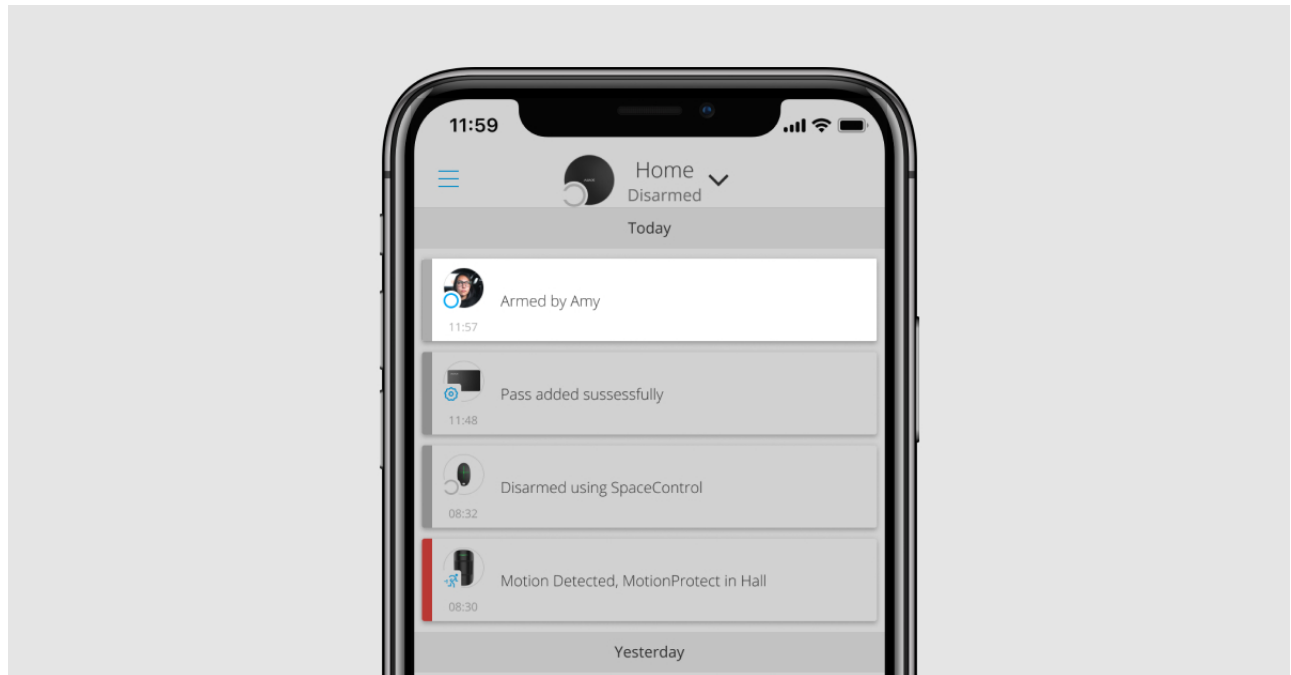 11:59
Home
Disarmed
Today
Armed by Amy
11:57
Pass added sussessfully
11:48
Disarmed using SpaceControl
08:32
Motion Detected, MotionProtect in Hall
08:30
Yesterday